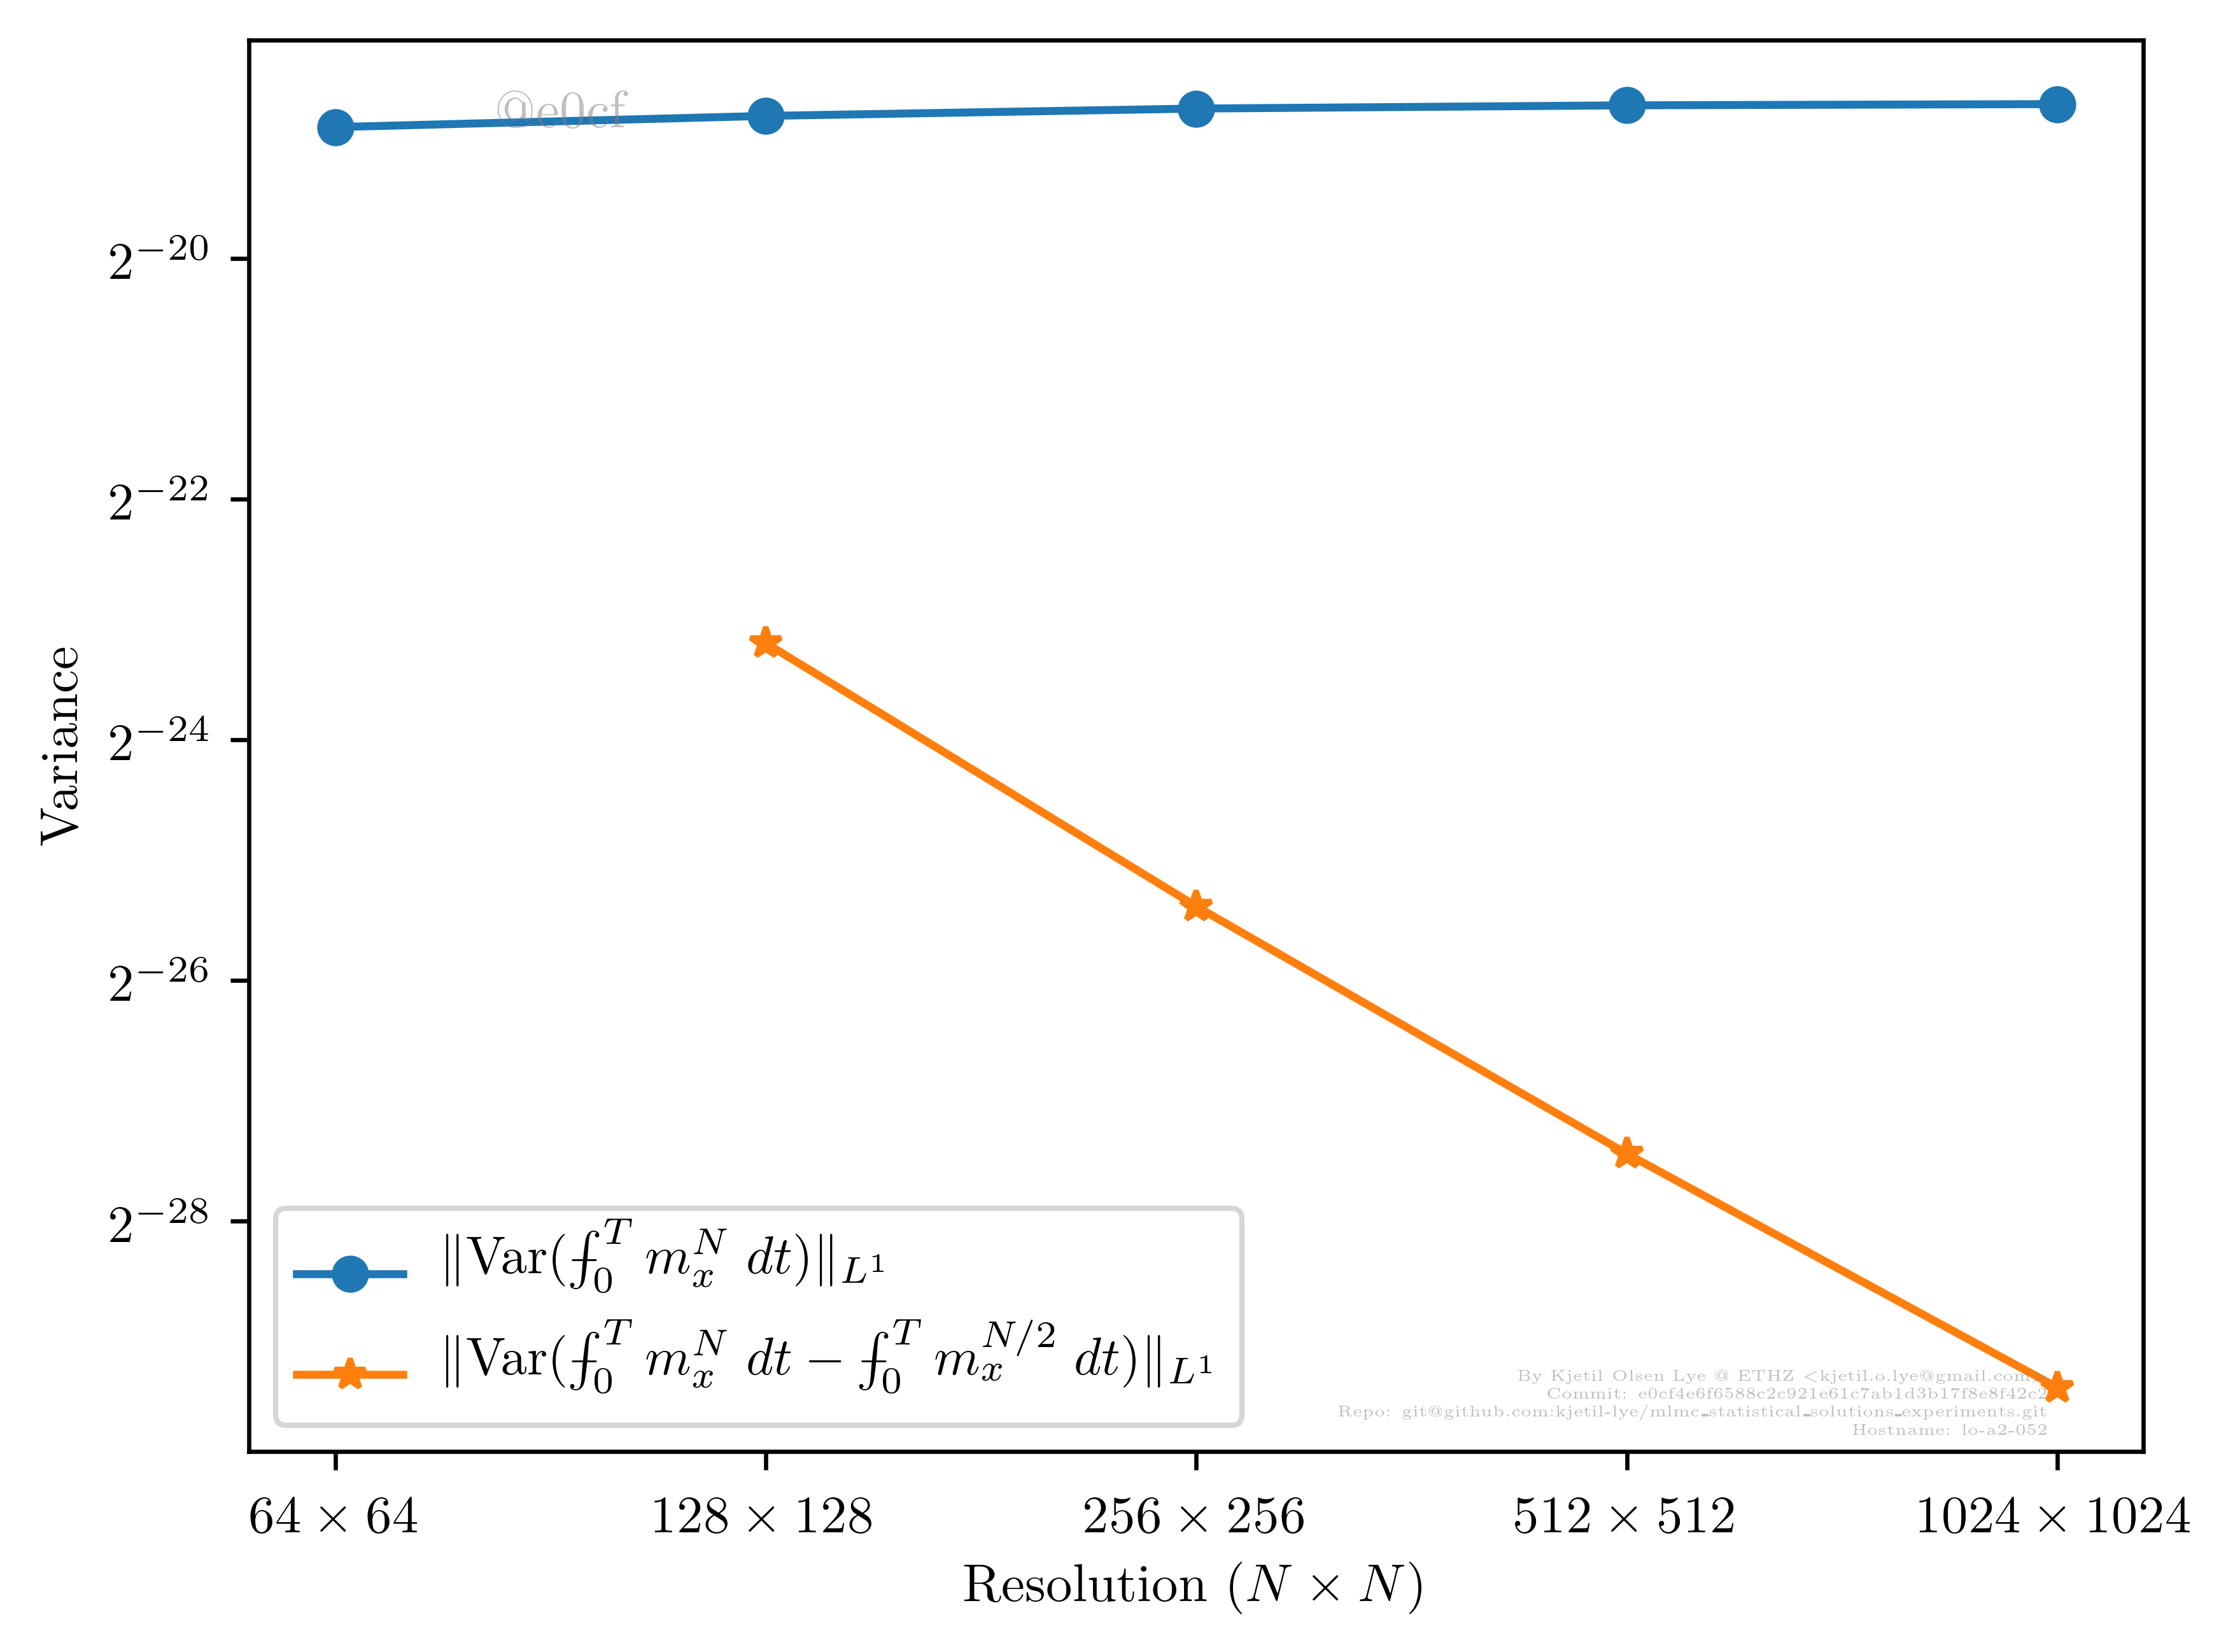 @e0cf
2^{-20}
2^{-22}
2^{-24}
2^{-26}
2^{-28}
Variance
‖Var(⨍_0^T m_x^N dt)‖_{L^1}
‖Var(⨍_0^T m_x^N dt − ⨍_0^T m_x^{N/2} dt)‖_{L^1}
By Kjetil Olsen Lye @ ETHZ <kjetil.o.lye@gmail.com>
Commit: e0cf4e6f6588c2c921e61c7ab1d3b17f8e8f42c2
Repo: git@github.com:kjetil-lye/mlmc_statistical_solutions_experiments.git
Hostname: lo-a2-052
64 × 64 128 × 128 256 × 256 512 × 512 1024 × 1024
Resolution (N × N)